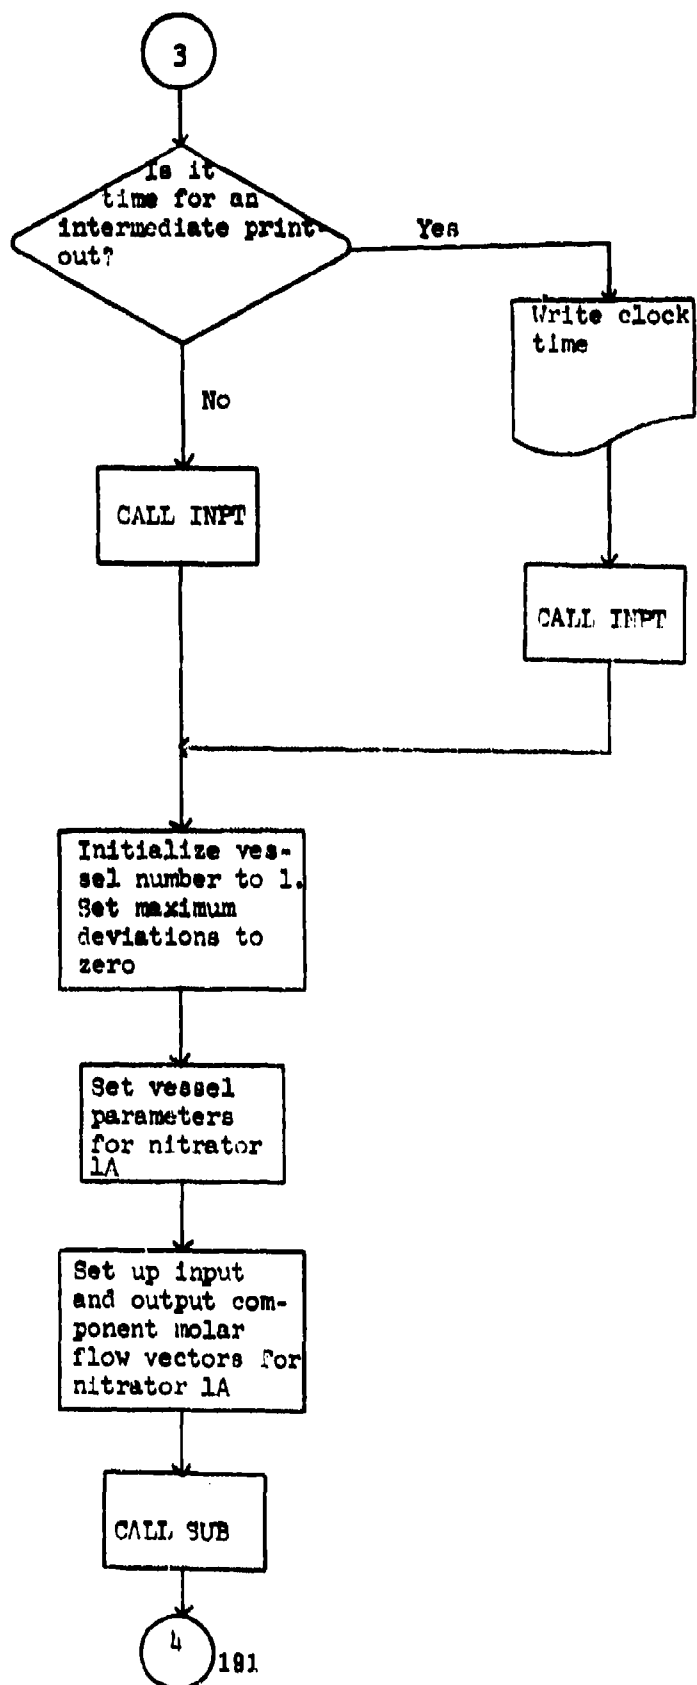 3
Is it
time for an
intermediate print-
out?
Yes
Write clock
time
No
CALL INPT
CALL INPT
Initialize ves-
sel number to 1.
Set maximum
deviations to
zero
Set vessel
parameters
for nitrator
1A
Set up input
and output com-
ponent molar
flow vectors for
nitrator 1A
CALL SUB
4
191